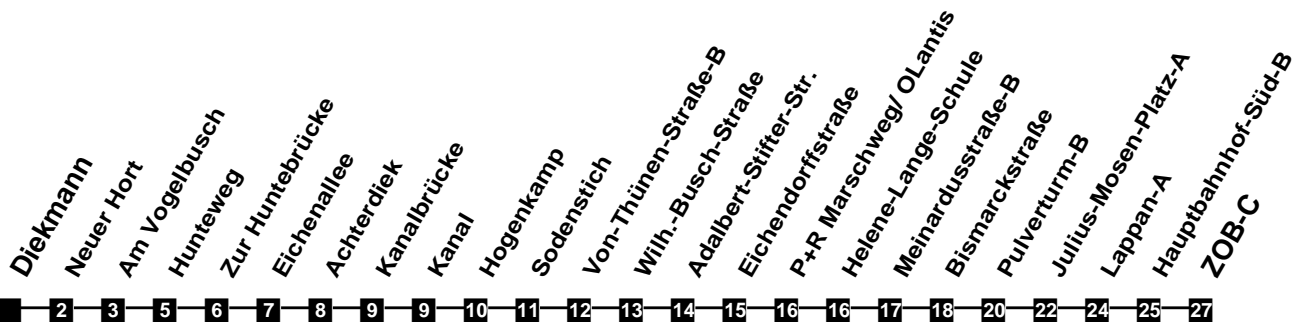 Diekmann
Neuer Hort
Am Vogelbusch
Hunteweg
Zur Huntebrücke
Eichenallee
Achterdiek
Kanalbrücke
Kanal
Hogenkamp
Sodenstich
Von-Thünen-Straße-B
Wilh.-Busch-Straße
Adalbert-Stifter-Str.
Eichendorffstraße
P+R Marschweg/ OLantis
Helene-Lange-Schule
Meinardusstraße-B
Bismarckstraße
Pulverturm-B
Julius-Mosen-Platz-A
Lappan-A
Hauptbahnhof-Süd-B
ZOB-C
2 3 5 6 7 8 9 9 10 11 12 13 14 15 16 16 17 18 20 22 24 25 27